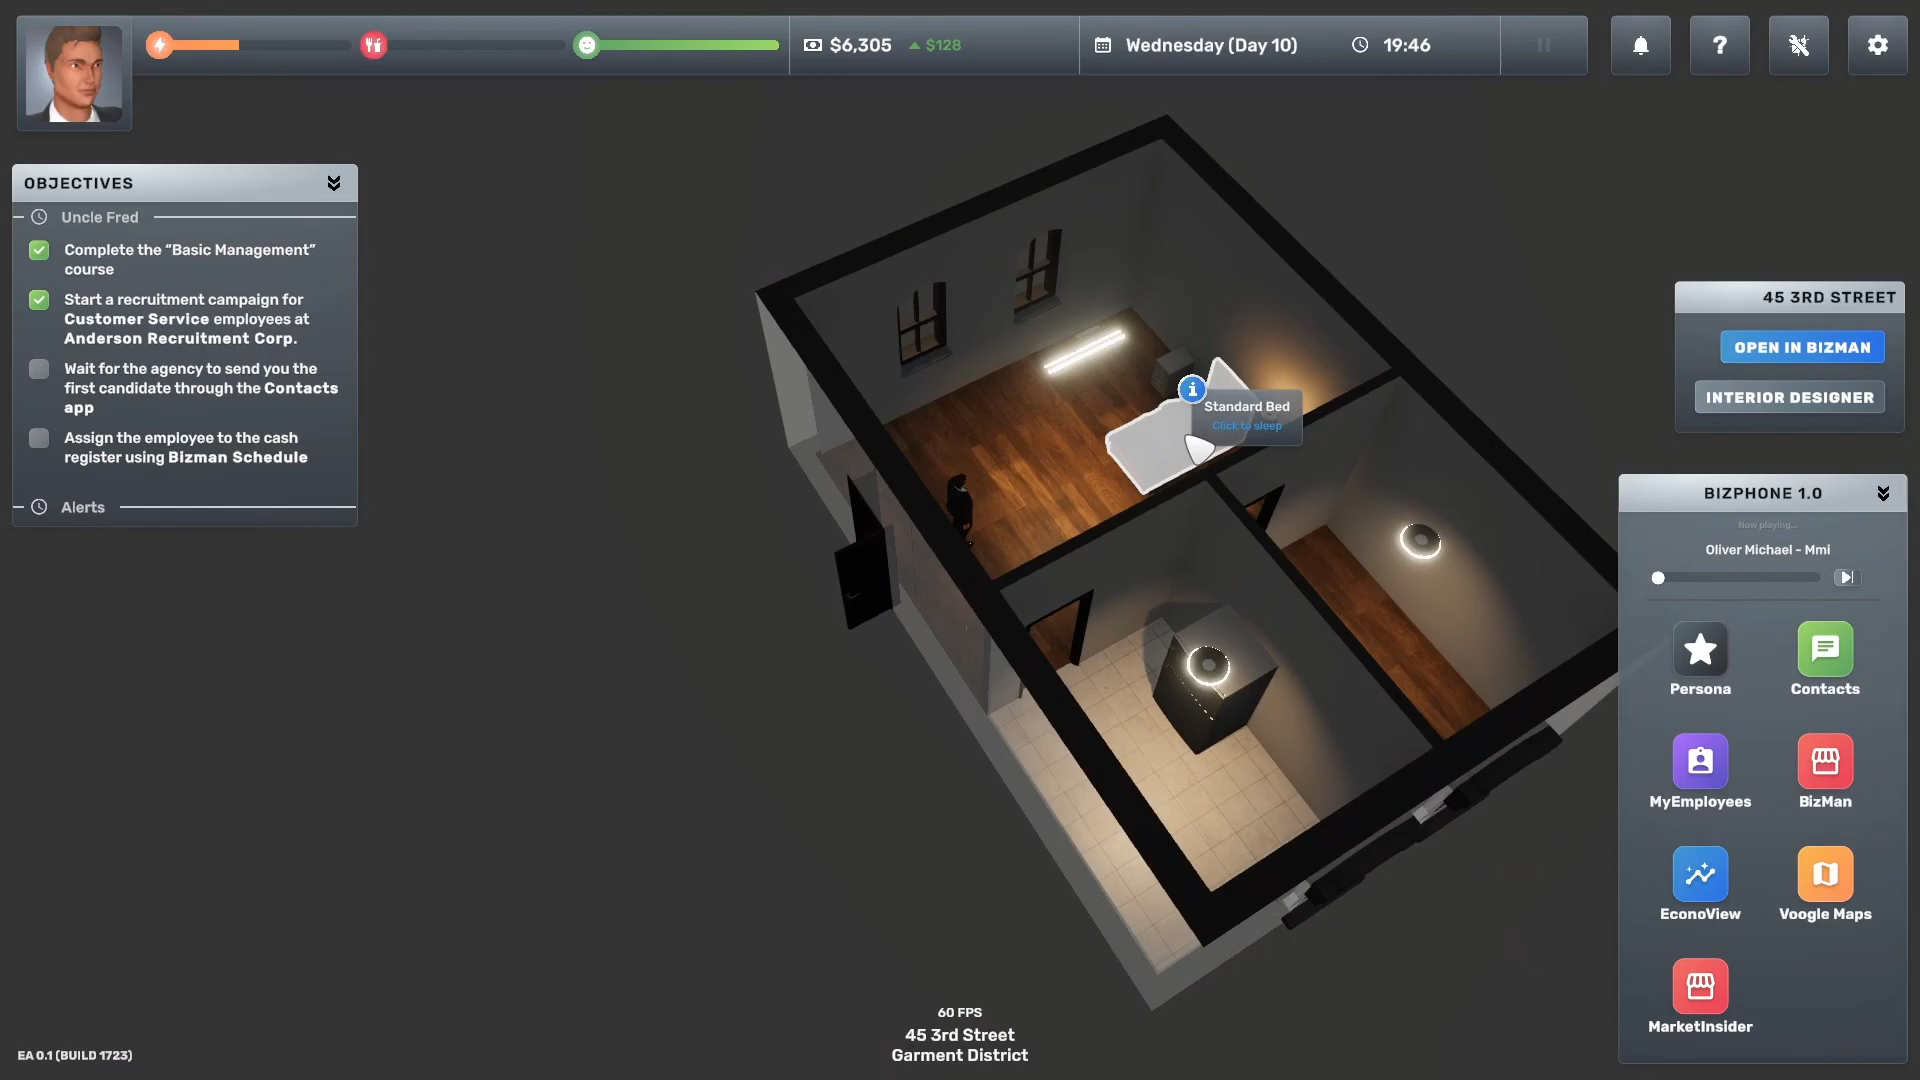 $6,305
$128
Wednesday (Day 10)
19:46
?
OBJECTIVES
Uncle Fred
Complete the “Basic Management”
course
Start a recruitment campaign for
Customer Service employees at
Anderson Recruitment Corp.
Wait for the agency to send you the
first candidate through the Contacts
app
Assign the employee to the cash
register using Bizman Schedule
Alerts
Standard Bed
Click to sleep
45 3RD STREET
OPEN IN BIZMAN
INTERIOR DESIGNER
BIZPHONE 1.0
Now playing...
Oliver Michael - Mmi
Persona
Contacts
MyEmployees
BizMan
EconoView
Voogle Maps
MarketInsider
60 FPS
45 3rd Street
Garment District
EA 0.1 (BUILD 1723)